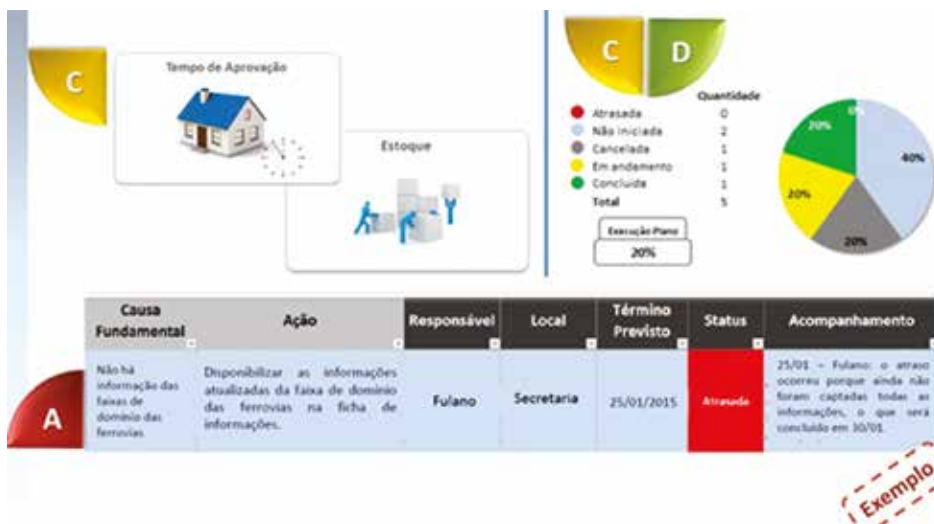 C
Tempo de Aprovação
Estoque
C D
Quantidade
Atrasada 0
Não iniciada 2
Cancelada 1
Em andamento 1
Concluída 1
Total 5
Execução Plano
20%
0%
20%
40%
20%
20%
Causa Fundamental
Ação
Responsável
Local
Término Previsto
Status
Acompanhamento
A
Não há
informação das
faixas de
domínio das
ferrovias
Disponibilizar as informações
atualizadas da faixa de domínio
das ferrovias na ficha de
informações.
Fulano
Secretaria
25/01/2015
Atrasada
25/01 – Fulano: o atraso
ocorreu porque ainda não
foram captadas todas as
informações, o que será
concluído em 30/01.
Exemplo